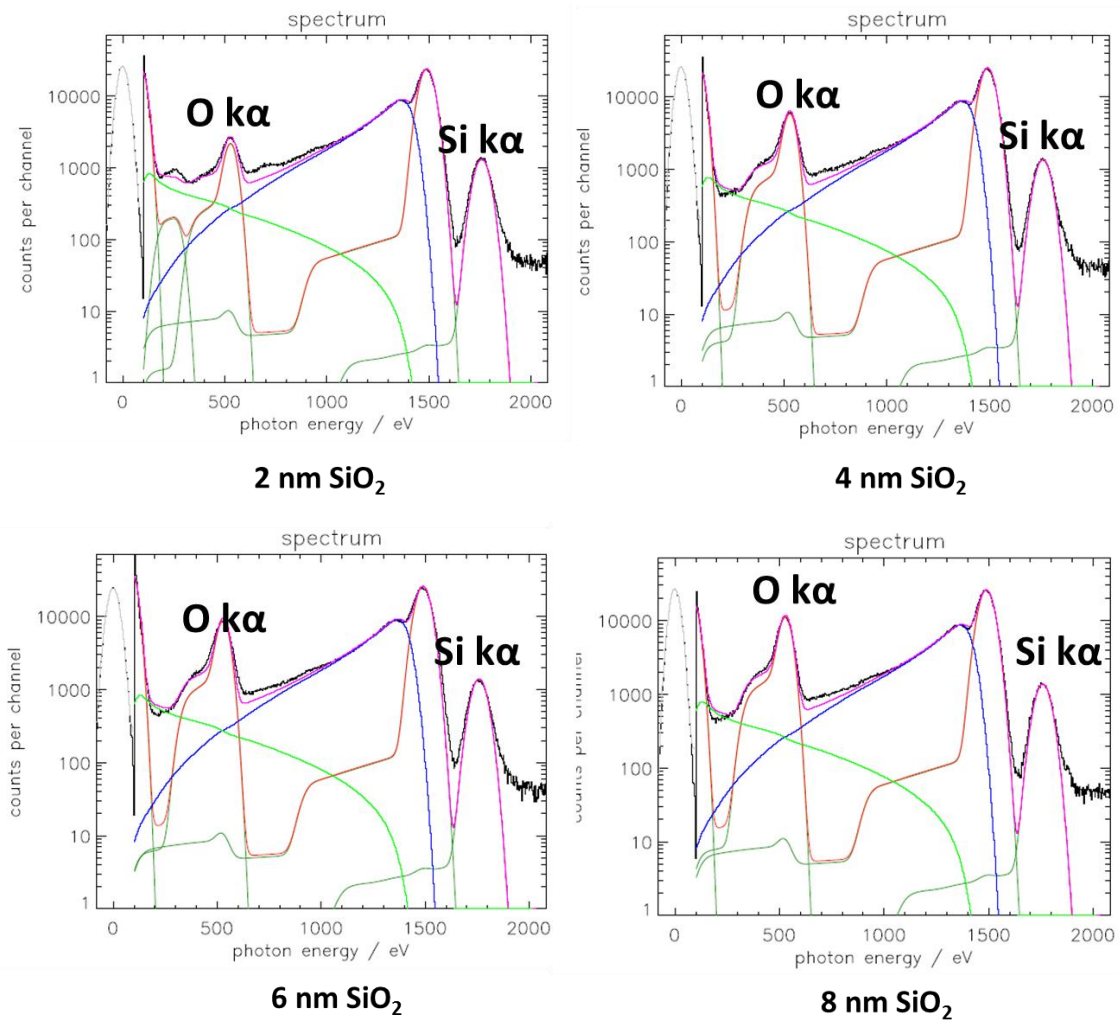 spectrum
counts per channel
10000
1000
100
10
1
O kα
Si kα
0 500 1000 1500 2000
photon energy / eV
2 nm SiO₂
spectrum
counts per channel
10000
1000
100
10
1
O kα
Si kα
0 500 1000 1500 2000
photon energy / eV
4 nm SiO₂
spectrum
counts per channel
10000
1000
100
10
1
O kα
Si kα
0 500 1000 1500 2000
photon energy / eV
6 nm SiO₂
spectrum
counts per channel
10000
1000
100
10
1
O kα
Si kα
0 500 1000 1500 2000
photon energy / eV
8 nm SiO₂